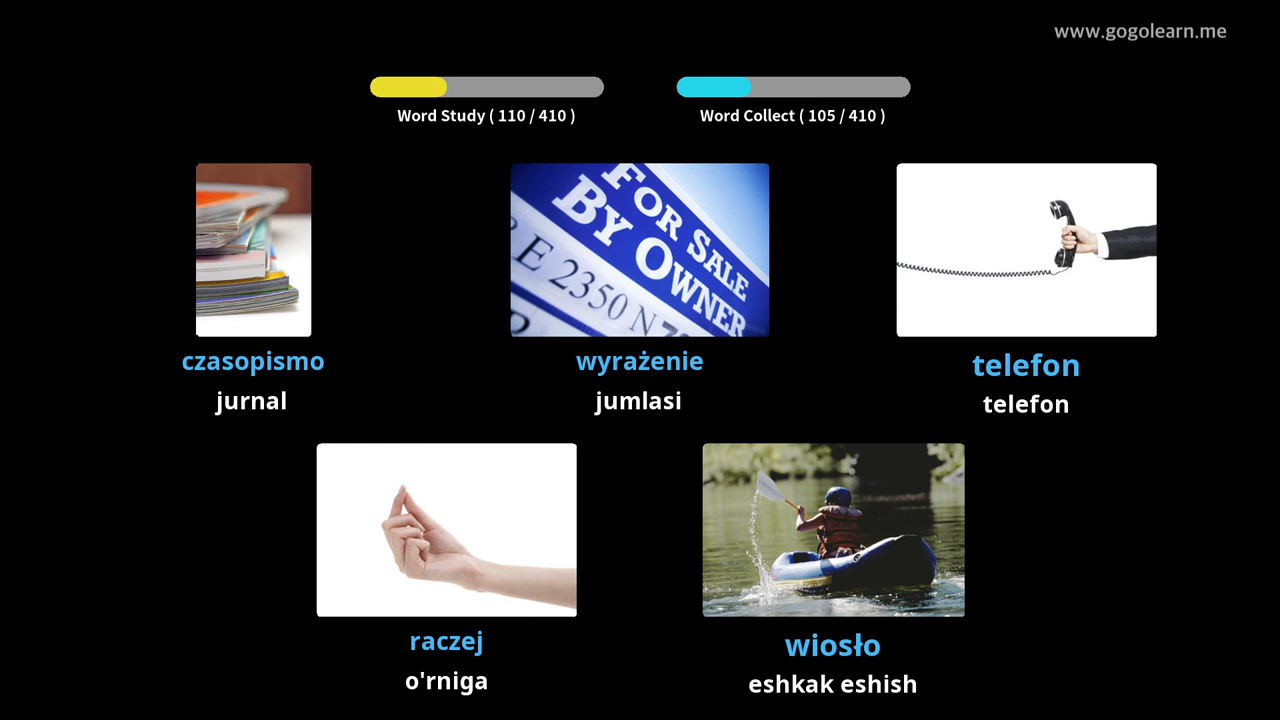 www.gogolearn.me
Word Study ( 110 / 410 )
Word Collect ( 105 / 410 )
FOR SALE
BY OWNER
E 2350 N
czasopismo
jurnal
wyrażenie
jumlasi
telefon
telefon
raczej
o'rniga
wiosło
eshkak eshish